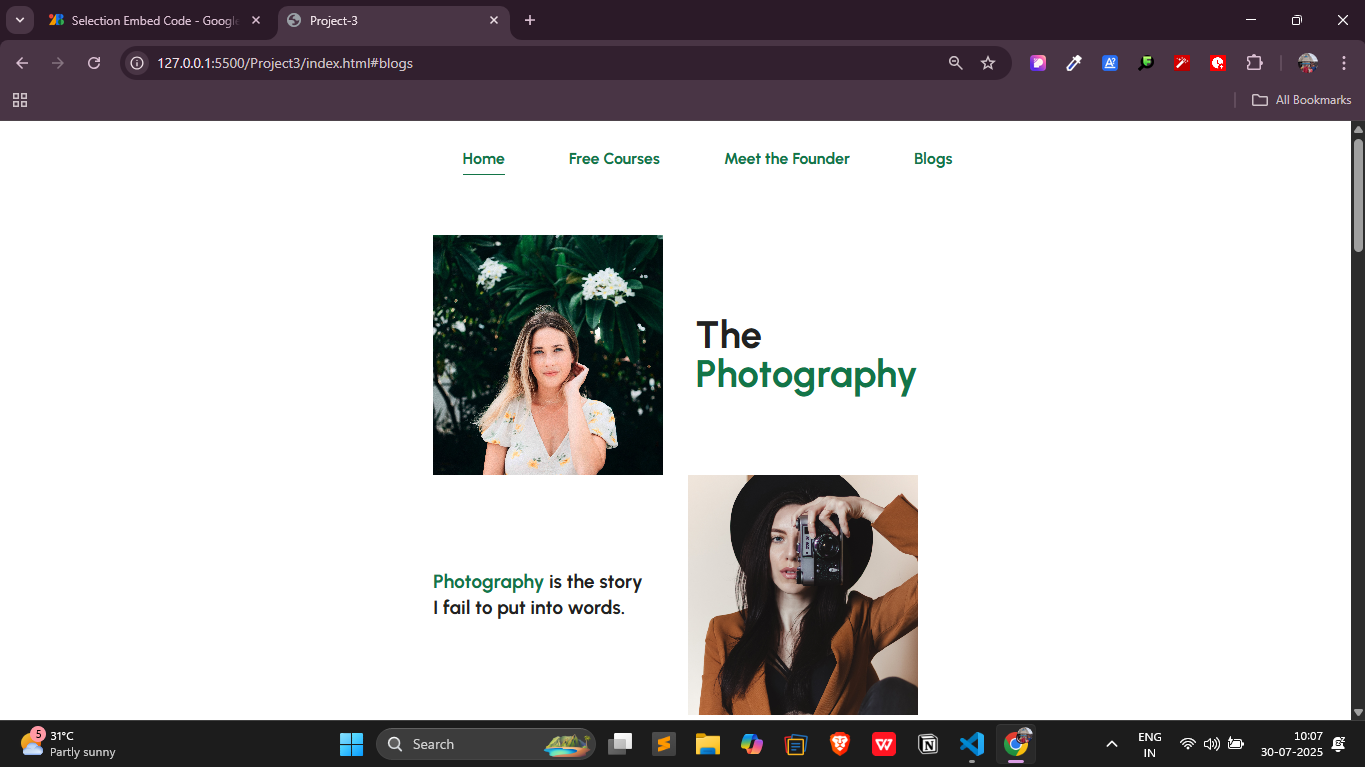 Selection Embed Code - Google
Project-3
127.0.0.1:5500/Project3/index.html#blogs
All Bookmarks
Home Free Courses Meet the Founder Blogs
The
Photography
Photography is the story
I fail to put into words.
5
31°C
Partly sunny
Search
ENG
IN
10:07
30-07-2025